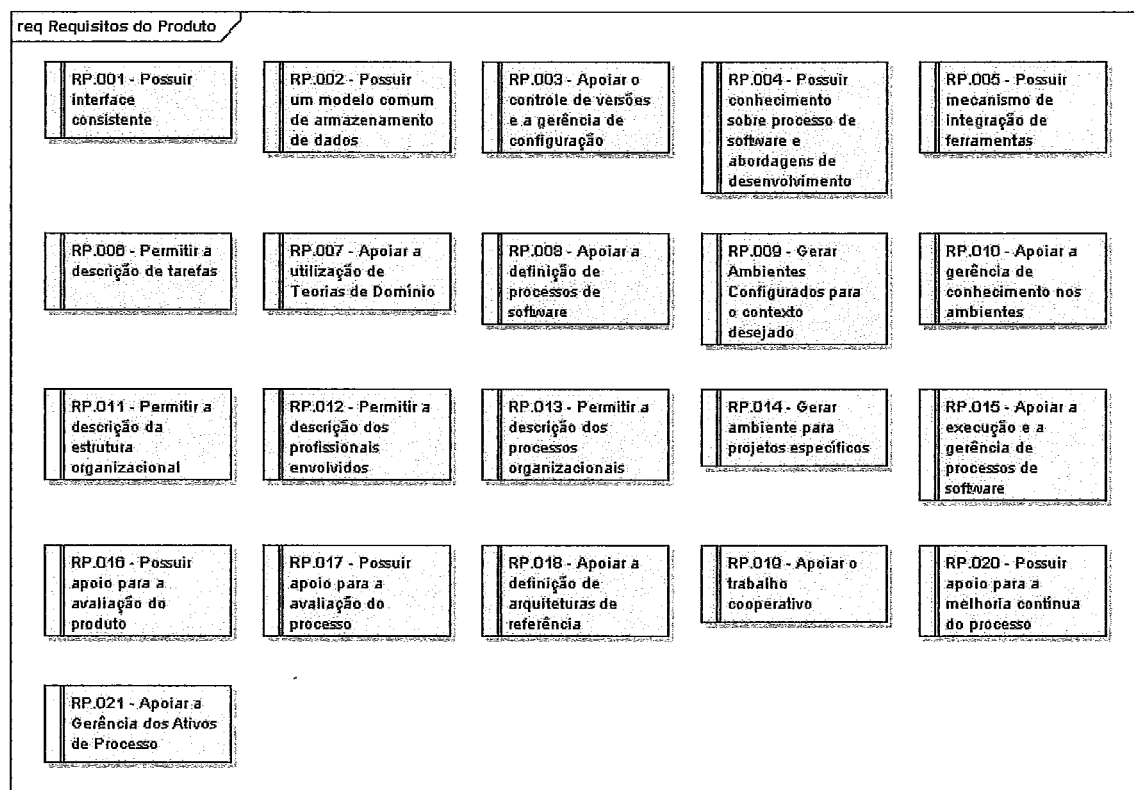 req Requisitos do Produto
RP.001 - Possuir
interface
consistente
RP.002 - Possuir
um modelo comum
de armazenamento
de dados
RP.003 - Apoiar o
controle de versões
e a gerência de
configuração
RP.004 - Possuir
conhecimento
sobre processo de
software e
abordagens de
desenvolvimento
RP.005 - Possuir
mecanismo de
integração de
ferramentas
RP.006 - Permitir a
descrição de tarefas
RP.007 - Apoiar a
utilização de
Teorias de Domínio
RP.008 - Apoiar a
definição de
processos de
software
RP.009 - Gerar
Ambientes
Configurados para
o contexto
desejado
RP.010 - Apoiar a
gerência de
conhecimento nos
ambientes
RP.011 - Permitir a
descrição da
estrutura
organizacional
RP.012 - Permitir a
descrição dos
profissionais
envolvidos
RP.013 - Permitir a
descrição dos
processos
organizacionais
RP.014 - Gerar
ambiente para
projetos específicos
RP.015 - Apoiar a
execução e a
gerência de
processos de
software
RP.016 - Possuir
apoio para a
avaliação do
produto
RP.017 - Possuir
apoio para a
avaliação do
processo
RP.018 - Apoiar a
definição de
arquiteturas de
referência
RP.019 - Apoiar o
trabalho
cooperativo
RP.020 - Possuir
apoio para a
melhoria contínua
do processo
RP.021 - Apoiar a
Gerência dos Ativos
de Processo